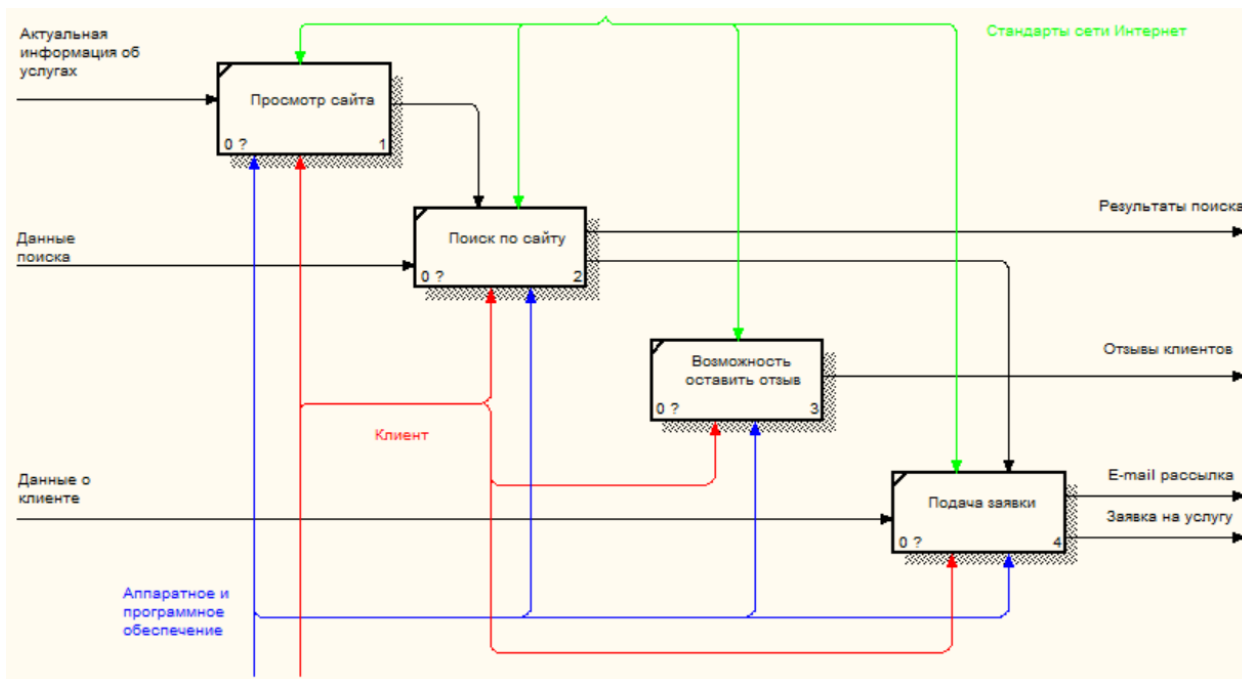 Актуальная
информация об
услугах
Стандарты сети Интернет
Просмотр сайта
0 ?
1
Данные
поиска
Поиск по сайту
0 ?
2
Результаты поиска
Возможность
оставить отзыв
0 ?
3
Отзывы клиентов
Клиент
Данные о
клиенте
Подача заявки
0 ?
4
E-mail рассылка
Заявка на услугу
Аппаратное и
программное
обеспечение